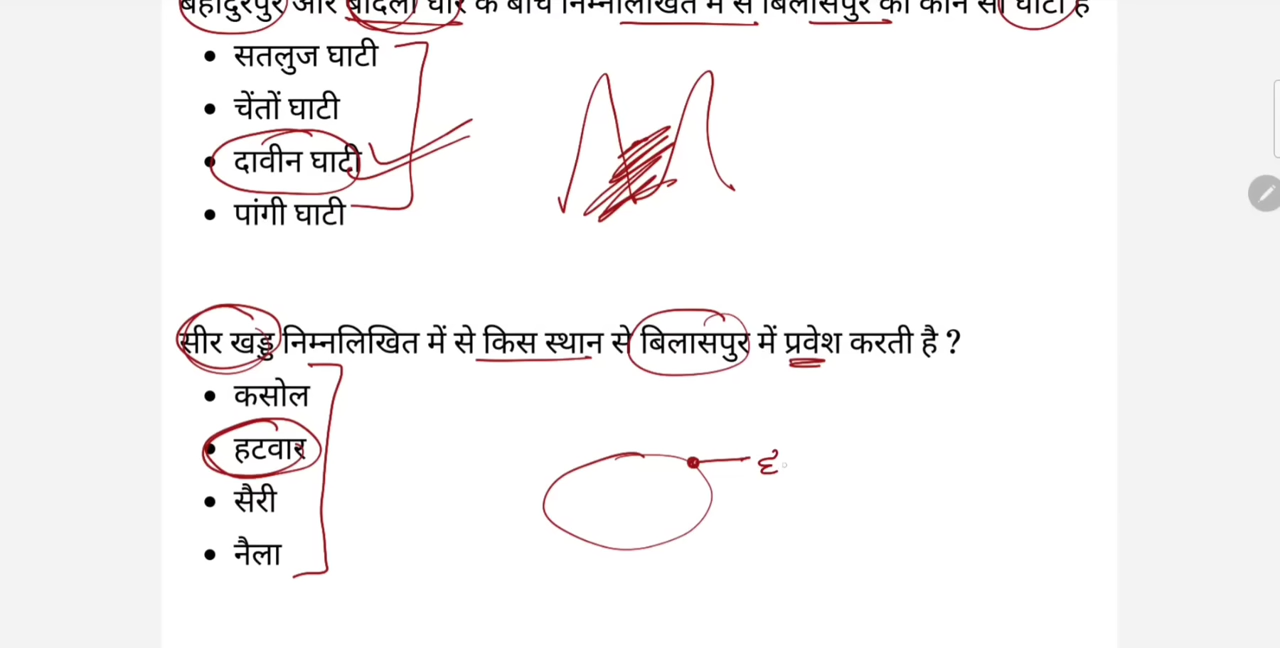 बहादुरपुर और बांदला धार के बीच निम्नलिखित में से बिलासपुर की कौन सी घाटी है
• सतलुज घाटी
• चेंतों घाटी
• दावीन घाटी
• पांगी घाटी
सीर खड्ड निम्नलिखित में से किस स्थान से बिलासपुर में प्रवेश करती है ?
• कसोल
• हटवार
• सैरी
• नैला